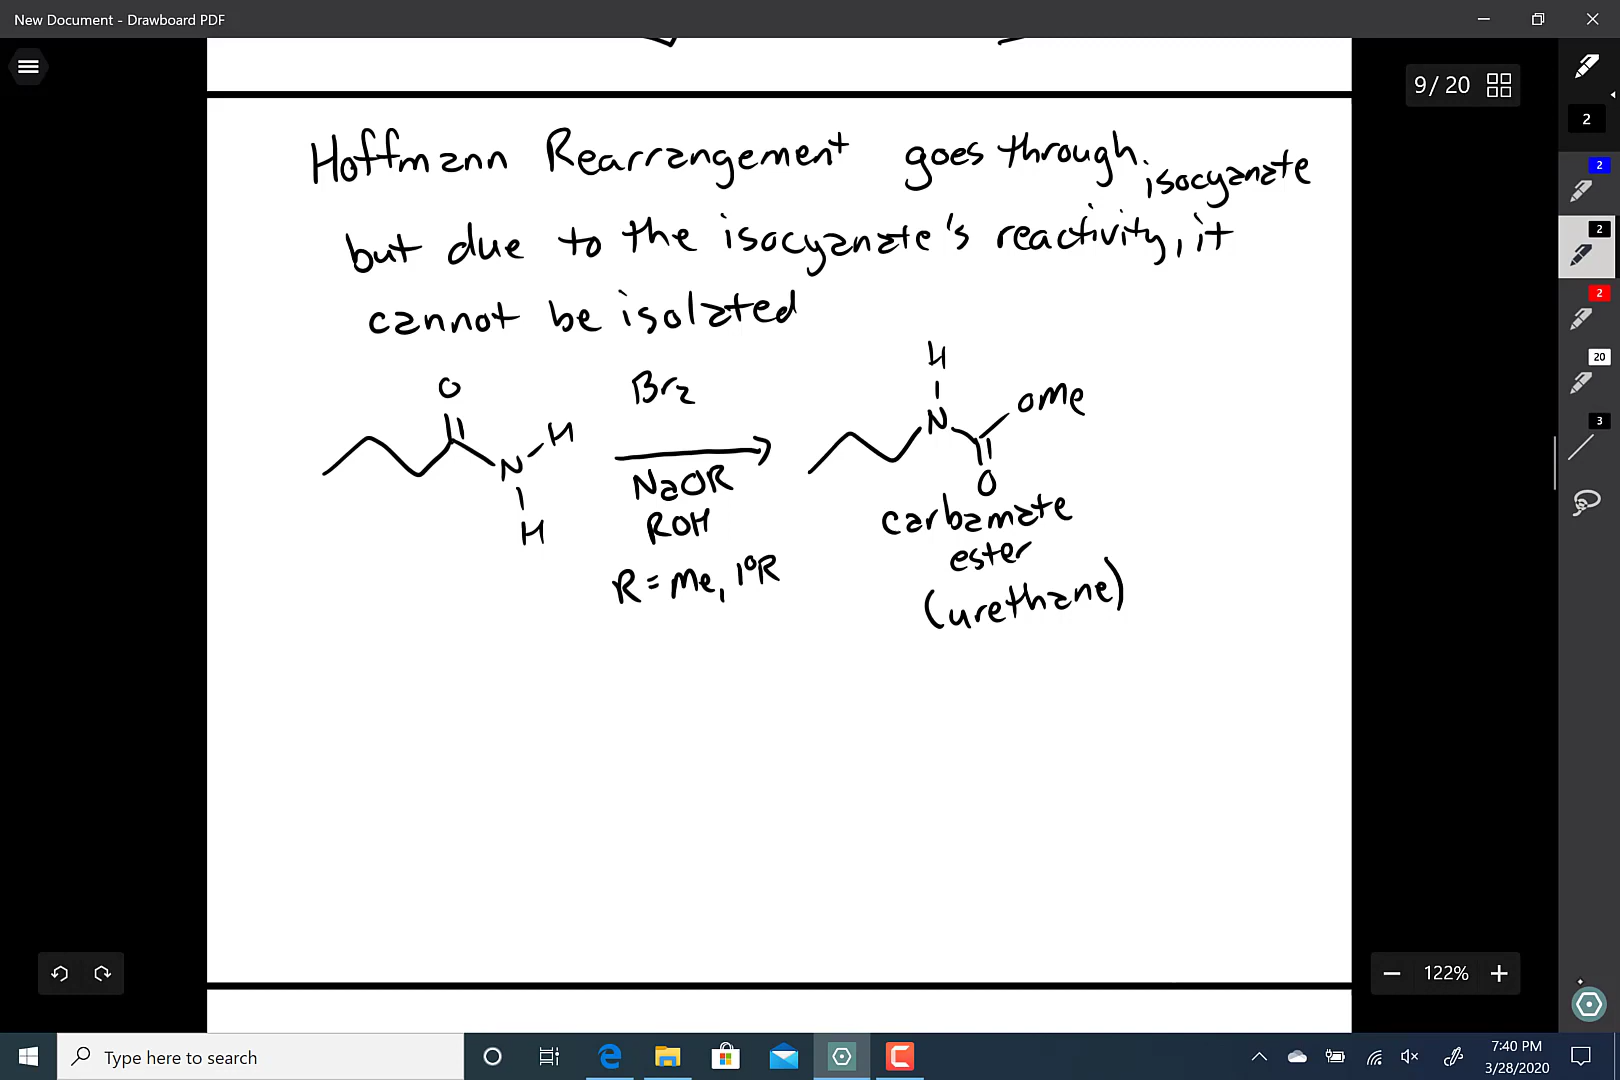 New Document - Drawboard PDF
9 / 20
2
Hoffmann Rearrangement goes through isocyanate
but due to the isocyanate's reactivity, it
cannot be isolated
O
N
H
H
Br2
NaOR
ROH
R = Me, 1°R
H
N
OMe
O
carbamate
ester
(urethane)
2
2
2
20
3
122%
Type here to search
7:40 PM
3/28/2020